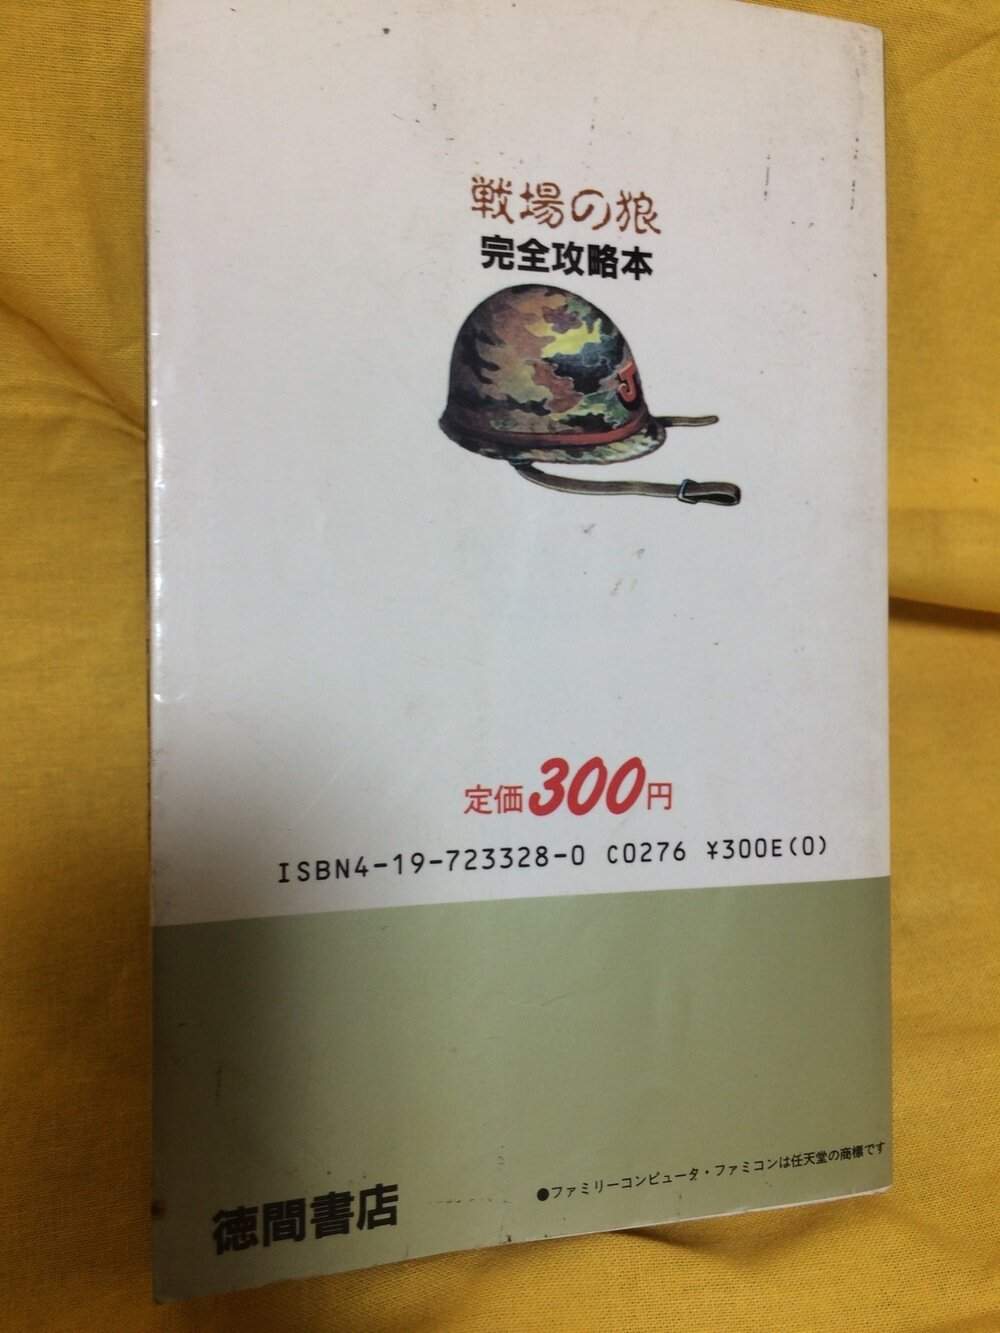 戦場の狼
完全攻略本
J
定価300円
ISBN4-19-723328-0 C0276 ¥300E(0)
●ファミリーコンピュータ・ファミコンは任天堂の商標です
徳間書店